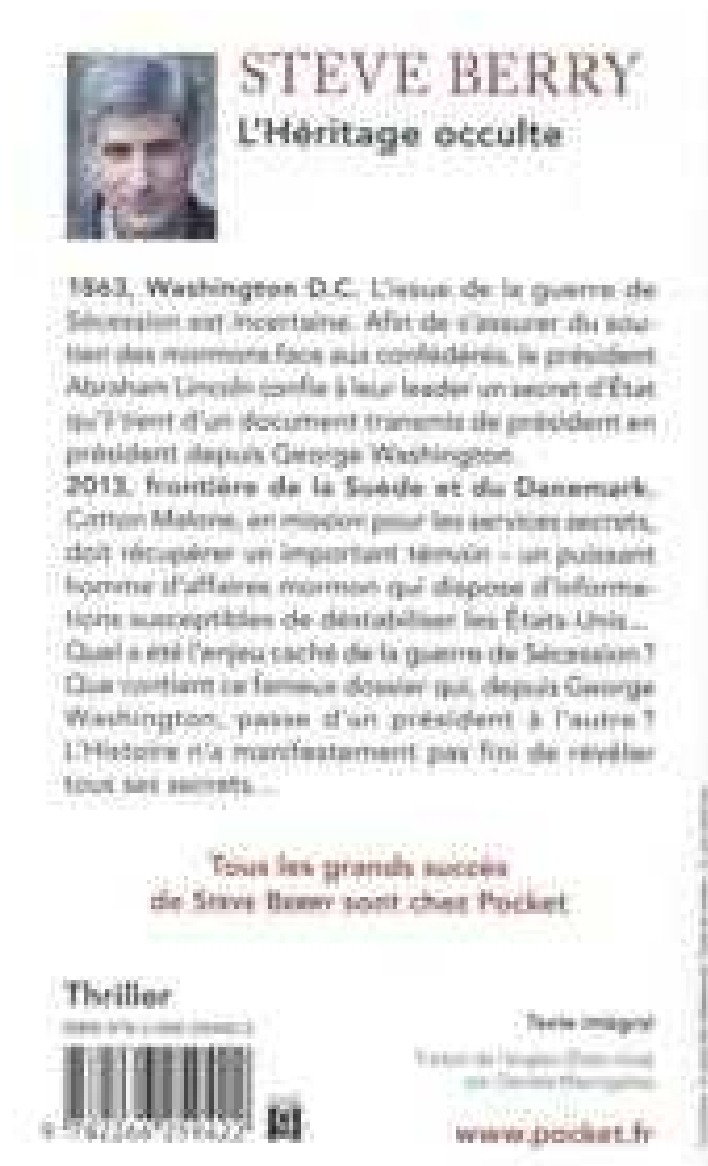 STEVE BERRY
L'Héritage occulte
1863, Washington D.C. L'issue de la guerre de
Sécession est incertaine. Afin de s'assurer du sou-
tien des mormons face aux confédérés, le président
Abraham Lincoln confie à leur leader un secret d'État
qu'il tient d'un document transmis de président en
président depuis George Washington.
2013, frontière de la Suède et du Danemark.
Cotton Malone, en mission pour les services secrets,
doit récupérer un important témoin – un puissant
homme d'affaires mormon qui dispose d'informa-
tions susceptibles de déstabiliser les États-Unis...
Quel a été l'enjeu caché de la guerre de Sécession ?
Que contient ce fameux dossier qui, depuis George
Washington, passe d'un président à l'autre ?
L'Histoire n'a manifestement pas fini de révéler
tous ses secrets...
Tous les grands succès
de Steve Berry sont chez Pocket
Thriller
Texte intégral
www.pocket.fr